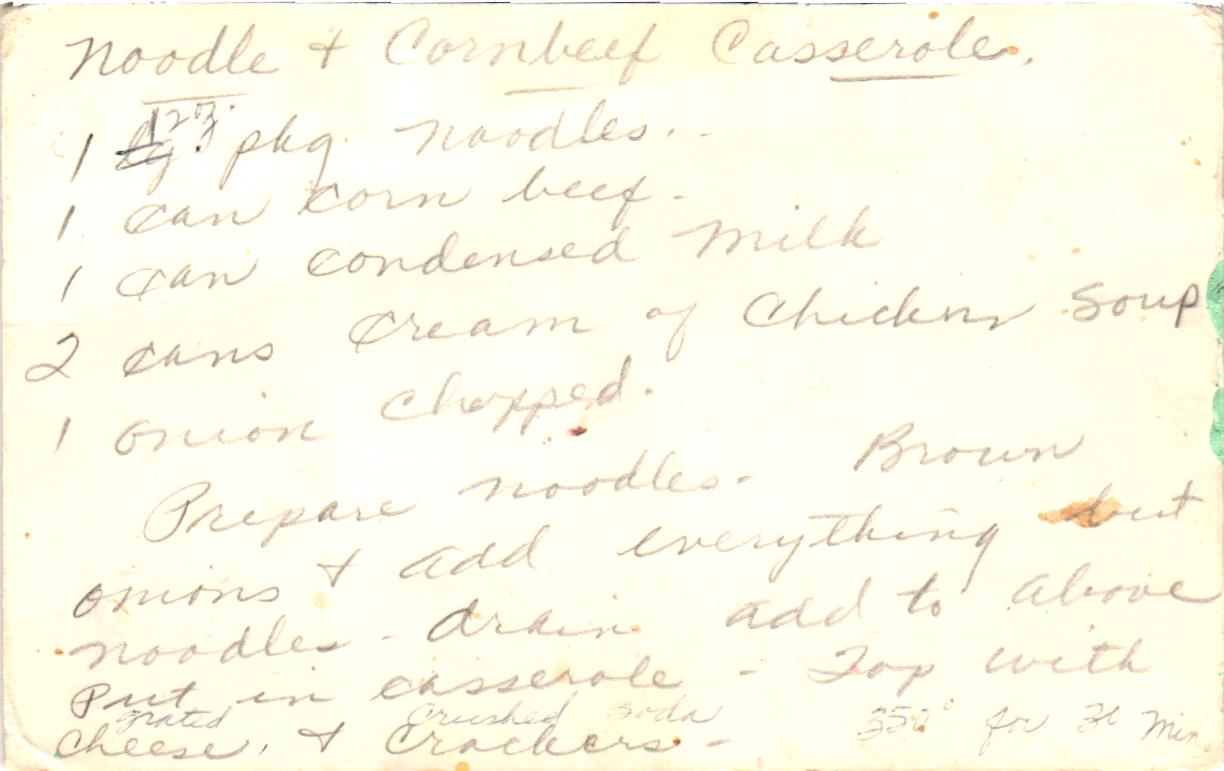 Noodle + Cornbeef Casserole.
1 12 oz. pkg. noodles..
1 can corn beef.
1 can condensed milk
2 cans cream of chicken soup
1 onion chopped.
Prepare noodles - Brown
onions + add everything but
noodles - drain add to above
Put in casserole - Top with
grated crushed soda
cheese, + crackers - 350° for 30 Min.